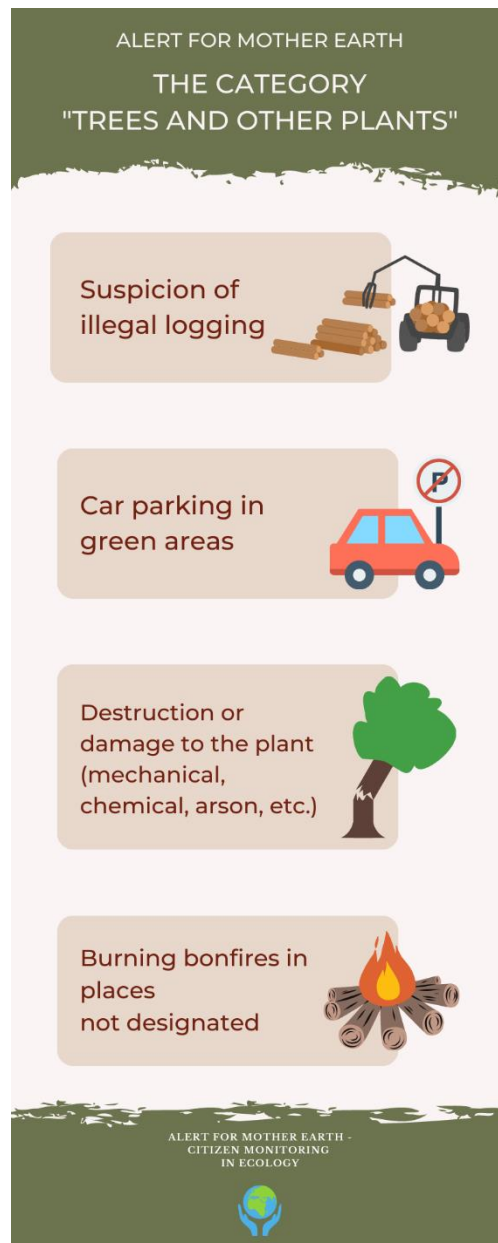 ALERT FOR MOTHER EARTH
THE CATEGORY
"TREES AND OTHER PLANTS"
Suspicion of
illegal logging
P
Car parking in
green areas
Destruction or
damage to the plant
(mechanical,
chemical, arson, etc.)
Burning bonfires in
places
not designated
ALERT FOR MOTHER EARTH -
CITIZEN MONITORING
IN ECOLOGY